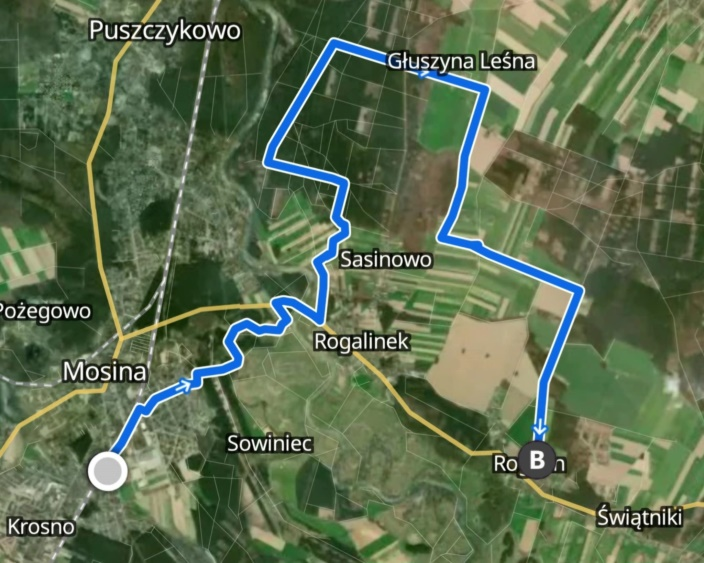 Puszczykowo
Głuszyna Leśna
Sasinowo
Pożegowo
Rogalinek
Mosina
Sowiniec
B
Świątniki
Krosno